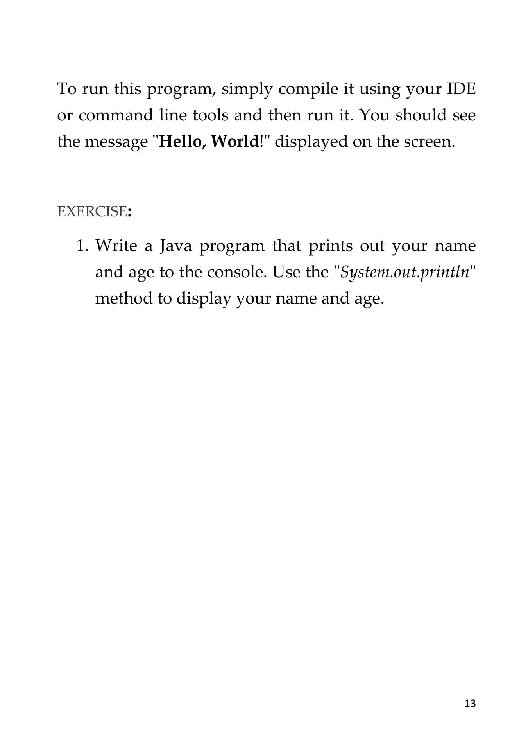 To run this program, simply compile it using your IDE
or command line tools and then run it. You should see
the message "Hello, World!" displayed on the screen.
EXERCISE:
1. Write a Java program that prints out your name
and age to the console. Use the "System.out.println"
method to display your name and age.
13